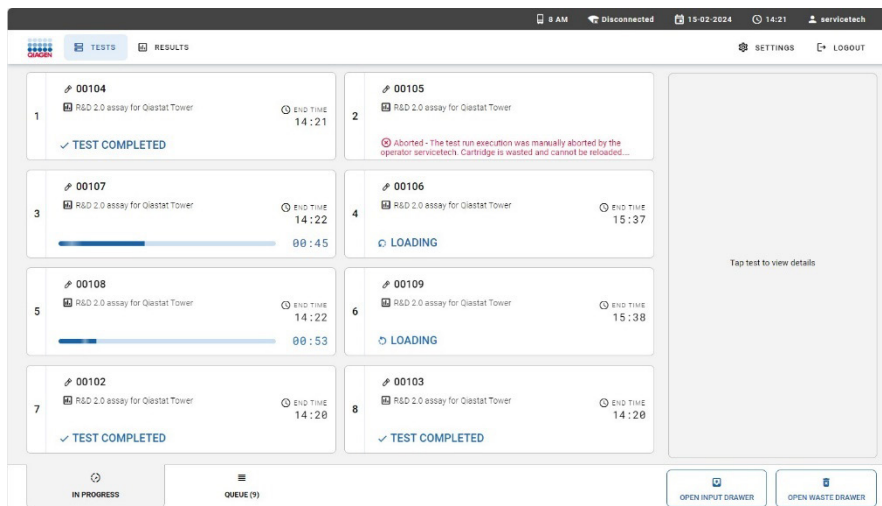 8 AM Disconnected 15-02-2024 14:21 servicetech
QIAGEN TESTS RESULTS SETTINGS LOGOUT
1
00104
R&D 2.0 assay for Qiastat Tower
END TIME
14:21
TEST COMPLETED
2
00105
R&D 2.0 assay for Qiastat Tower
Aborted - The test run execution was manually aborted by the
operator servicetech. Cartridge is wasted and cannot be reloaded....
3
00107
R&D 2.0 assay for Qiastat Tower
END TIME
14:22
00:45
4
00106
R&D 2.0 assay for Qiastat Tower
END TIME
15:37
LOADING
5
00108
R&D 2.0 assay for Qiastat Tower
END TIME
14:22
00:53
6
00109
R&D 2.0 assay for Qiastat Tower
END TIME
15:38
LOADING
7
00102
R&D 2.0 assay for Qiastat Tower
END TIME
14:20
TEST COMPLETED
8
00103
R&D 2.0 assay for Qiastat Tower
END TIME
14:20
TEST COMPLETED
Tap test to view details
IN PROGRESS
QUEUE (9)
OPEN INPUT DRAWER
OPEN WASTE DRAWER